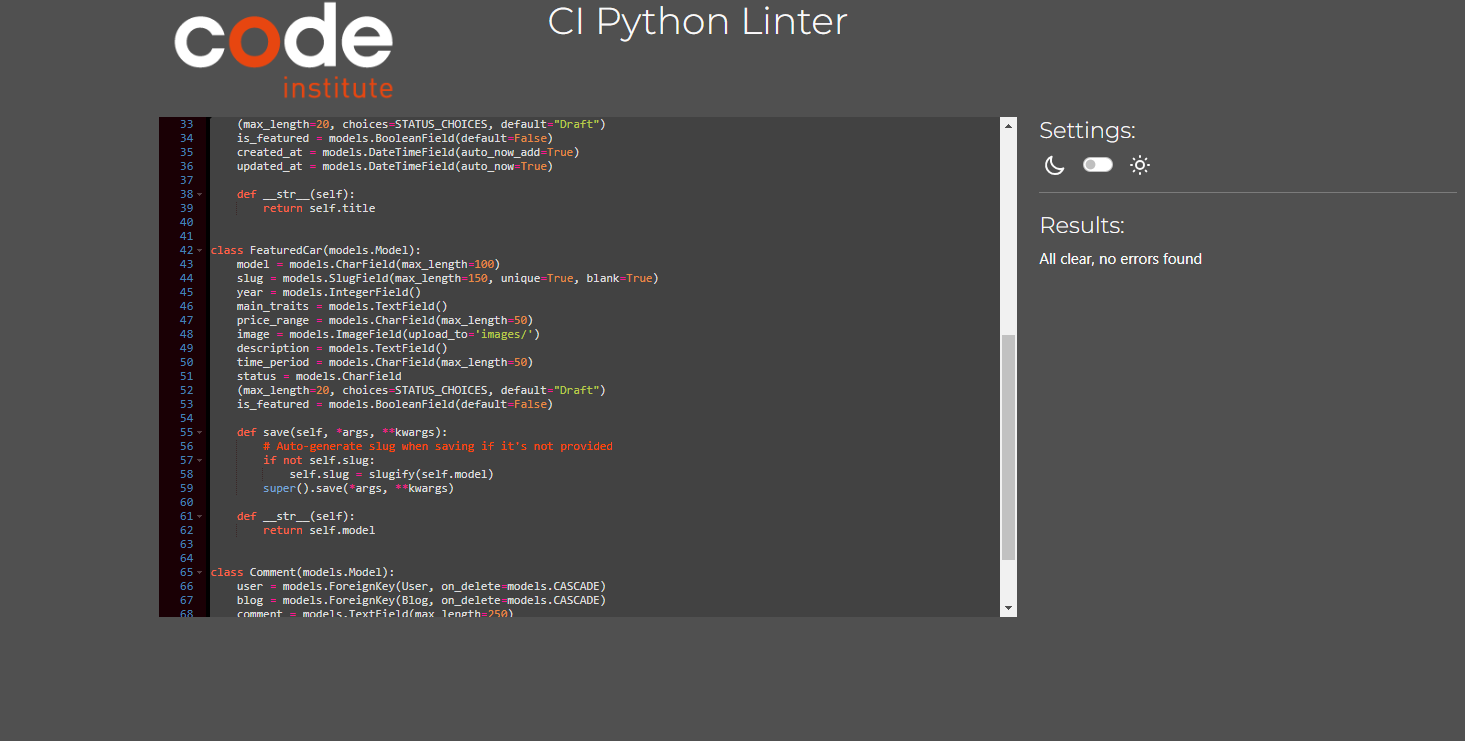 code
institute
CI Python Linter
33 (max_length=20, choices=STATUS_CHOICES, default="Draft")
34 is_featured = models.BooleanField(default=False)
35 created_at = models.DateTimeField(auto_now_add=True)
36 updated_at = models.DateTimeField(auto_now=True)
37
38 def __str__(self):
39 return self.title
40
41
42 class FeaturedCar(models.Model):
43 model = models.CharField(max_length=100)
44 slug = models.SlugField(max_length=150, unique=True, blank=True)
45 year = models.IntegerField()
46 main_traits = models.TextField()
47 price_range = models.CharField(max_length=50)
48 image = models.ImageField(upload_to='images/')
49 description = models.TextField()
50 time_period = models.CharField(max_length=50)
51 status = models.CharField
52 (max_length=20, choices=STATUS_CHOICES, default="Draft")
53 is_featured = models.BooleanField(default=False)
54
55 def save(self, *args, **kwargs):
56 # Auto-generate slug when saving if it's not provided
57 if not self.slug:
58 self.slug = slugify(self.model)
59 super().save(*args, **kwargs)
60
61 def __str__(self):
62 return self.model
63
64
65 class Comment(models.Model):
66 user = models.ForeignKey(User, on_delete=models.CASCADE)
67 blog = models.ForeignKey(Blog, on_delete=models.CASCADE)
68 comment = models.TextField(max_length=250)
Settings:
Results:
All clear, no errors found